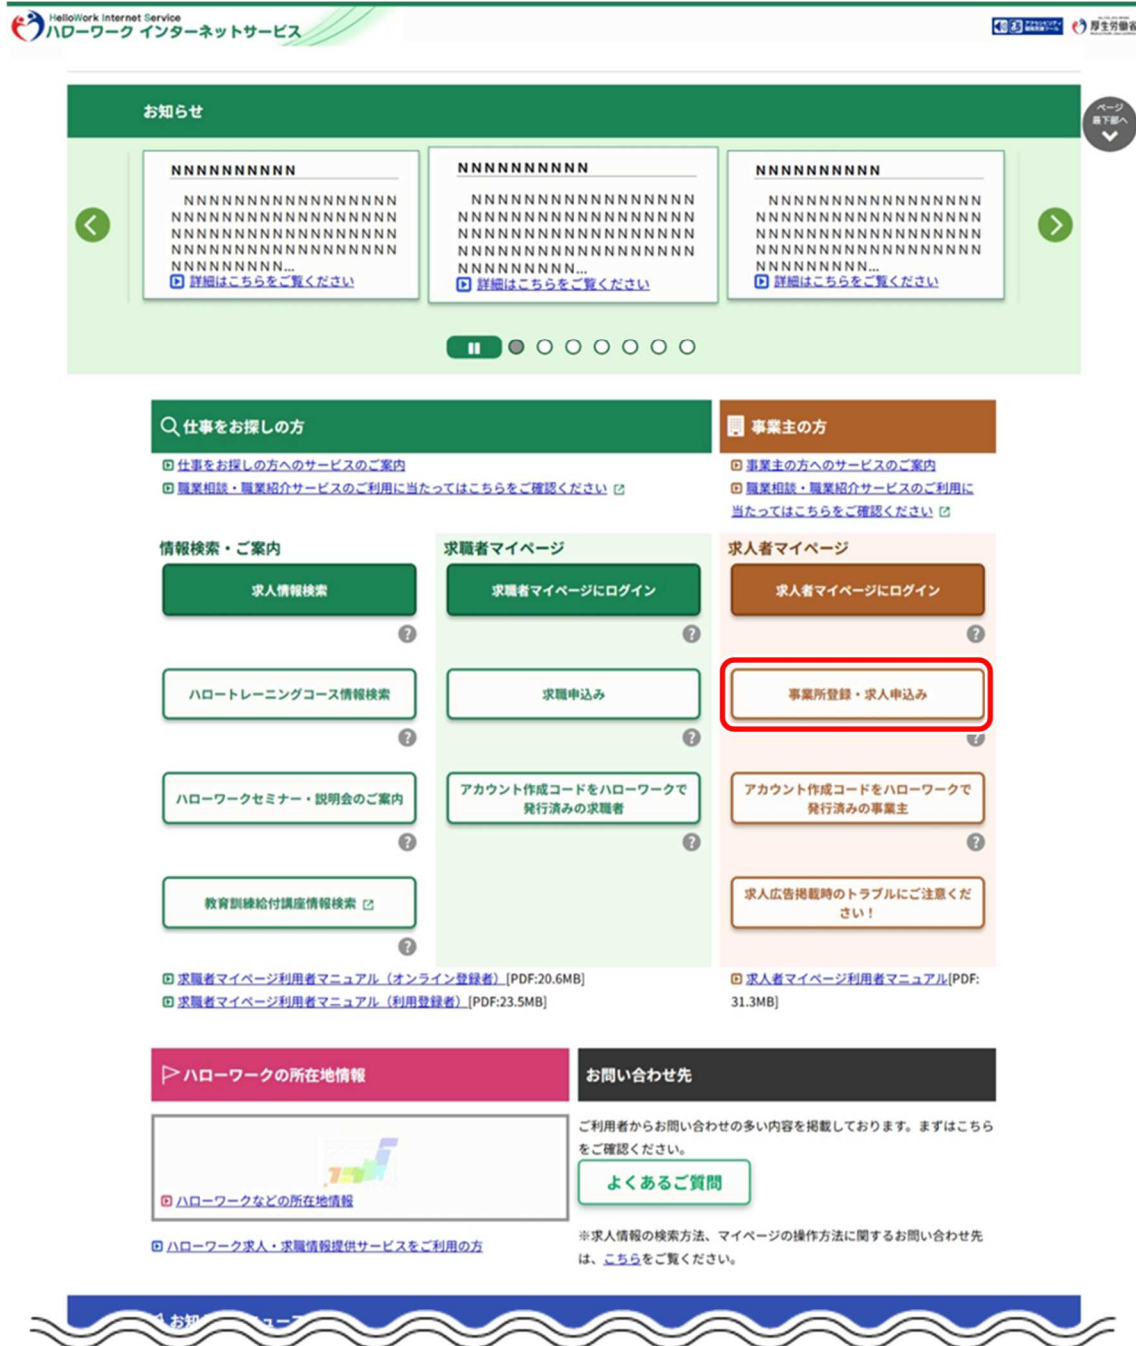 HelloWork Internet Service
ハローワーク インターネットサービス
厚生労働省
お知らせ
ページ
最下部へ
NNNNNNNNNN
NNNNNNNNNNNNNNNNN
NNNNNNNNNNNNNNNNNN
NNNNNNNNNNNNNNNNNN
NNNNNNNNNNNNNNNNNN
NNNNNNNNN...
詳細はこちらをご覧ください
NNNNNNNNNN
NNNNNNNNNNNNNNNNN
NNNNNNNNNNNNNNNNNN
NNNNNNNNNNNNNNNNNN
NNNNNNNNNNNNNNNNNN
NNNNNNNNN...
詳細はこちらをご覧ください
NNNNNNNNNN
NNNNNNNNNNNNNNNNN
NNNNNNNNNNNNNNNNNN
NNNNNNNNNNNNNNNNNN
NNNNNNNNNNNNNNNNNN
NNNNNNNNN...
詳細はこちらをご覧ください
仕事をお探しの方
仕事をお探しの方へのサービスのご案内
職業相談・職業紹介サービスのご利用に当たってはこちらをご確認ください
事業主の方
事業主の方へのサービスのご案内
職業相談・職業紹介サービスのご利用に
当たってはこちらをご確認ください
情報検索・ご案内
求人情報検索
?
ハロートレーニングコース情報検索
?
ハローワークセミナー・説明会のご案内
?
教育訓練給付講座情報検索
?
求職者マイページ
求職者マイページにログイン
?
求職申込み
?
アカウント作成コードをハローワークで
発行済みの求職者
?
求人者マイページ
求人者マイページにログイン
?
事業所登録・求人申込み
?
アカウント作成コードをハローワークで
発行済みの事業主
?
求人広告掲載時のトラブルにご注意くだ
さい！
求職者マイページ利用者マニュアル（オンライン登録者）[PDF:20.6MB]
求職者マイページ利用者マニュアル（利用登録者）[PDF:23.5MB]
求人者マイページ利用者マニュアル[PDF:
31.3MB]
ハローワークの所在地情報
ハローワークなどの所在地情報
ハローワーク求人・求職情報提供サービスをご利用の方
お問い合わせ先
ご利用者からお問い合わせの多い内容を掲載しております。まずはこちら
をご確認ください。
よくあるご質問
※求人情報の検索方法、マイページの操作方法に関するお問い合わせ先
は、こちらをご覧ください。
お知
ュース